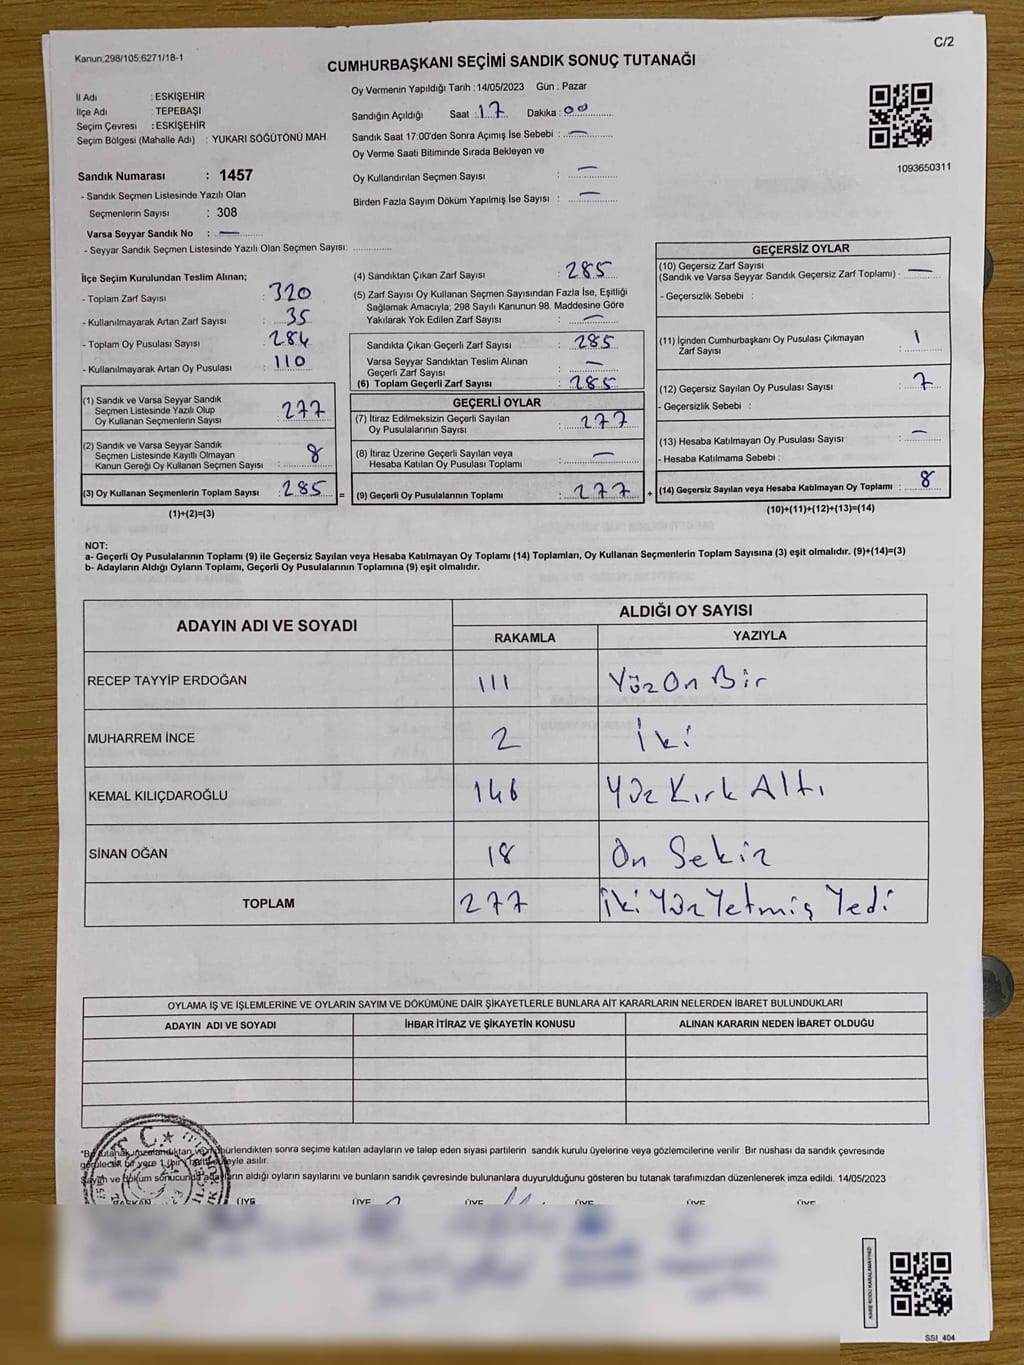 Kanun,298/105,6271/18-1
C/2
CUMHURBAŞKANI SEÇİMİ SANDIK SONUÇ TUTANAĞI
İl Adı : ESKİŞEHİR
İlçe Adı : TEPEBAŞI
Seçim Çevresi : ESKİŞEHİR
Seçim Bölgesi (Mahalle Adı) : YUKARI SÖĞÜTÖNÜ MAH.
Oy Vermenin Yapıldığı Tarih : 14/05/2023 Gün : Pazar
Sandığın Açıldığı Saat : 17 Dakika : 00
Sandık Saat 17:00'den Sonra Açımış İse Sebebi : —
Oy Verme Saati Bitiminde Sırada Bekleyen ve
Oy Kullandırılan Seçmen Sayısı : —
Birden Fazla Sayım Döküm Yapılmış İse Sayısı : —
1093650311
Sandık Numarası : 1457
- Sandık Seçmen Listesinde Yazılı Olan
Seçmenlerin Sayısı : 308
Varsa Seyyar Sandık No : —
- Seyyar Sandık Seçmen Listesinde Yazılı Olan Seçmen Sayısı:
İlçe Seçim Kurulundan Teslim Alınan;
- Toplam Zarf Sayısı : 320
- Kullanılmayarak Artan Zarf Sayısı : 35
- Toplam Oy Pusulası Sayısı : 284
- Kullanılmayarak Artan Oy Pusulası : 110
(1) Sandık ve Varsa Seyyar Sandık
Seçmen Listesinde Yazılı Olup
Oy Kullanan Seçmenlerin Sayısı : 277
(2) Sandık ve Varsa Seyyar Sandık
Seçmen Listesinde Kayıtlı Olmayan
Kanun Gereği Oy Kullanan Seçmen Sayısı : 8
(3) Oy Kullanan Seçmenlerin Toplam Sayısı : 285 =
(1)+(2)=(3)
(4) Sandıktan Çıkan Zarf Sayısı : 285
(5) Zarf Sayısı Oy Kullanan Seçmen Sayısından Fazla İse, Eşitliği
Sağlamak Amacıyla; 298 Sayılı Kanunun 98. Maddesine Göre
Yakılarak Yok Edilen Zarf Sayısı : —
Sandıkta Çıkan Geçerli Zarf Sayısı : 285
Varsa Seyyar Sandıktan Teslim Alınan
Geçerli Zarf Sayısı : —
(6) Toplam Geçerli Zarf Sayısı : 285
GEÇERLİ OYLAR
(7) İtiraz Edilmeksizin Geçerli Sayılan
Oy Pusulalarının Sayısı : 277
(8) İtiraz Üzerine Geçerli Sayılan veya
Hesaba Katılan Oy Pusulası Toplamı : —
(9) Geçerli Oy Pusulalarının Toplamı : 277 +
GEÇERSİZ OYLAR
(10) Geçersiz Zarf Sayısı
(Sandık ve Varsa Seyyar Sandık Geçersiz Zarf Toplamı) : —
- Geçersizlik Sebebi :
(11) İçinden Cumhurbaşkanı Oy Pusulası Çıkmayan
Zarf Sayısı : 1
(12) Geçersiz Sayılan Oy Pusulası Sayısı : 7
- Geçersizlik Sebebi :
(13) Hesaba Katılmayan Oy Pusulası Sayısı : —
- Hesaba Katılmama Sebebi :
(14) Geçersiz Sayılan veya Hesaba Katılmayan Oy Toplamı : 8
(10)+(11)+(12)+(13)=(14)
NOT:
a- Geçerli Oy Pusulalarının Toplamı (9) ile Geçersiz Sayılan veya Hesaba Katılmayan Oy Toplamı (14) Toplamları, Oy Kullanan Seçmenlerin Toplam Sayısına (3) eşit olmalıdır. (9)+(14)=(3)
b- Adayların Aldığı Oyların Toplamı, Geçerli Oy Pusulalarının Toplamına (9) eşit olmalıdır.
ADAYIN ADI VE SOYADI
ALDIĞI OY SAYISI
RAKAMLA YAZIYLA
RECEP TAYYİP ERDOĞAN 111 Yüz On Bir
MUHARREM İNCE 2 İki
KEMAL KILIÇDAROĞLU 146 Yüz Kırk Altı
SİNAN OĞAN 18 On Sekiz
TOPLAM 277 İki Yüz Yetmiş Yedi
OYLAMA İŞ VE İŞLEMLERİNE VE OYLARIN SAYIM VE DÖKÜMÜNE DAİR ŞİKAYETLERLE BUNLARA AİT KARARLARIN NELERDEN İBARET BULUNDUKLARI
ADAYIN ADI VE SOYADI İHBAR İTİRAZ VE ŞİKAYETİN KONUSU ALINAN KARARIN NEDEN İBARET OLDUĞU
sonra seçime katılan adayların ve talep eden siyasi partilerin sandık kurulu üyelerine veya gözlemcilerine verilir Bir nüshası da sandık çevresinde
asılır.
ve döküm sonucunda adayların aldığı oyların sayılarını ve bunların sandık çevresinde bulunanlara duyurulduğunu gösteren bu tutanak tarafımızdan düzenlenerek imza edildi. 14/05/2023
T.C.
ÜYE ÜYE ÜYE ÜYE ÜYE ÜYE
SSI_404